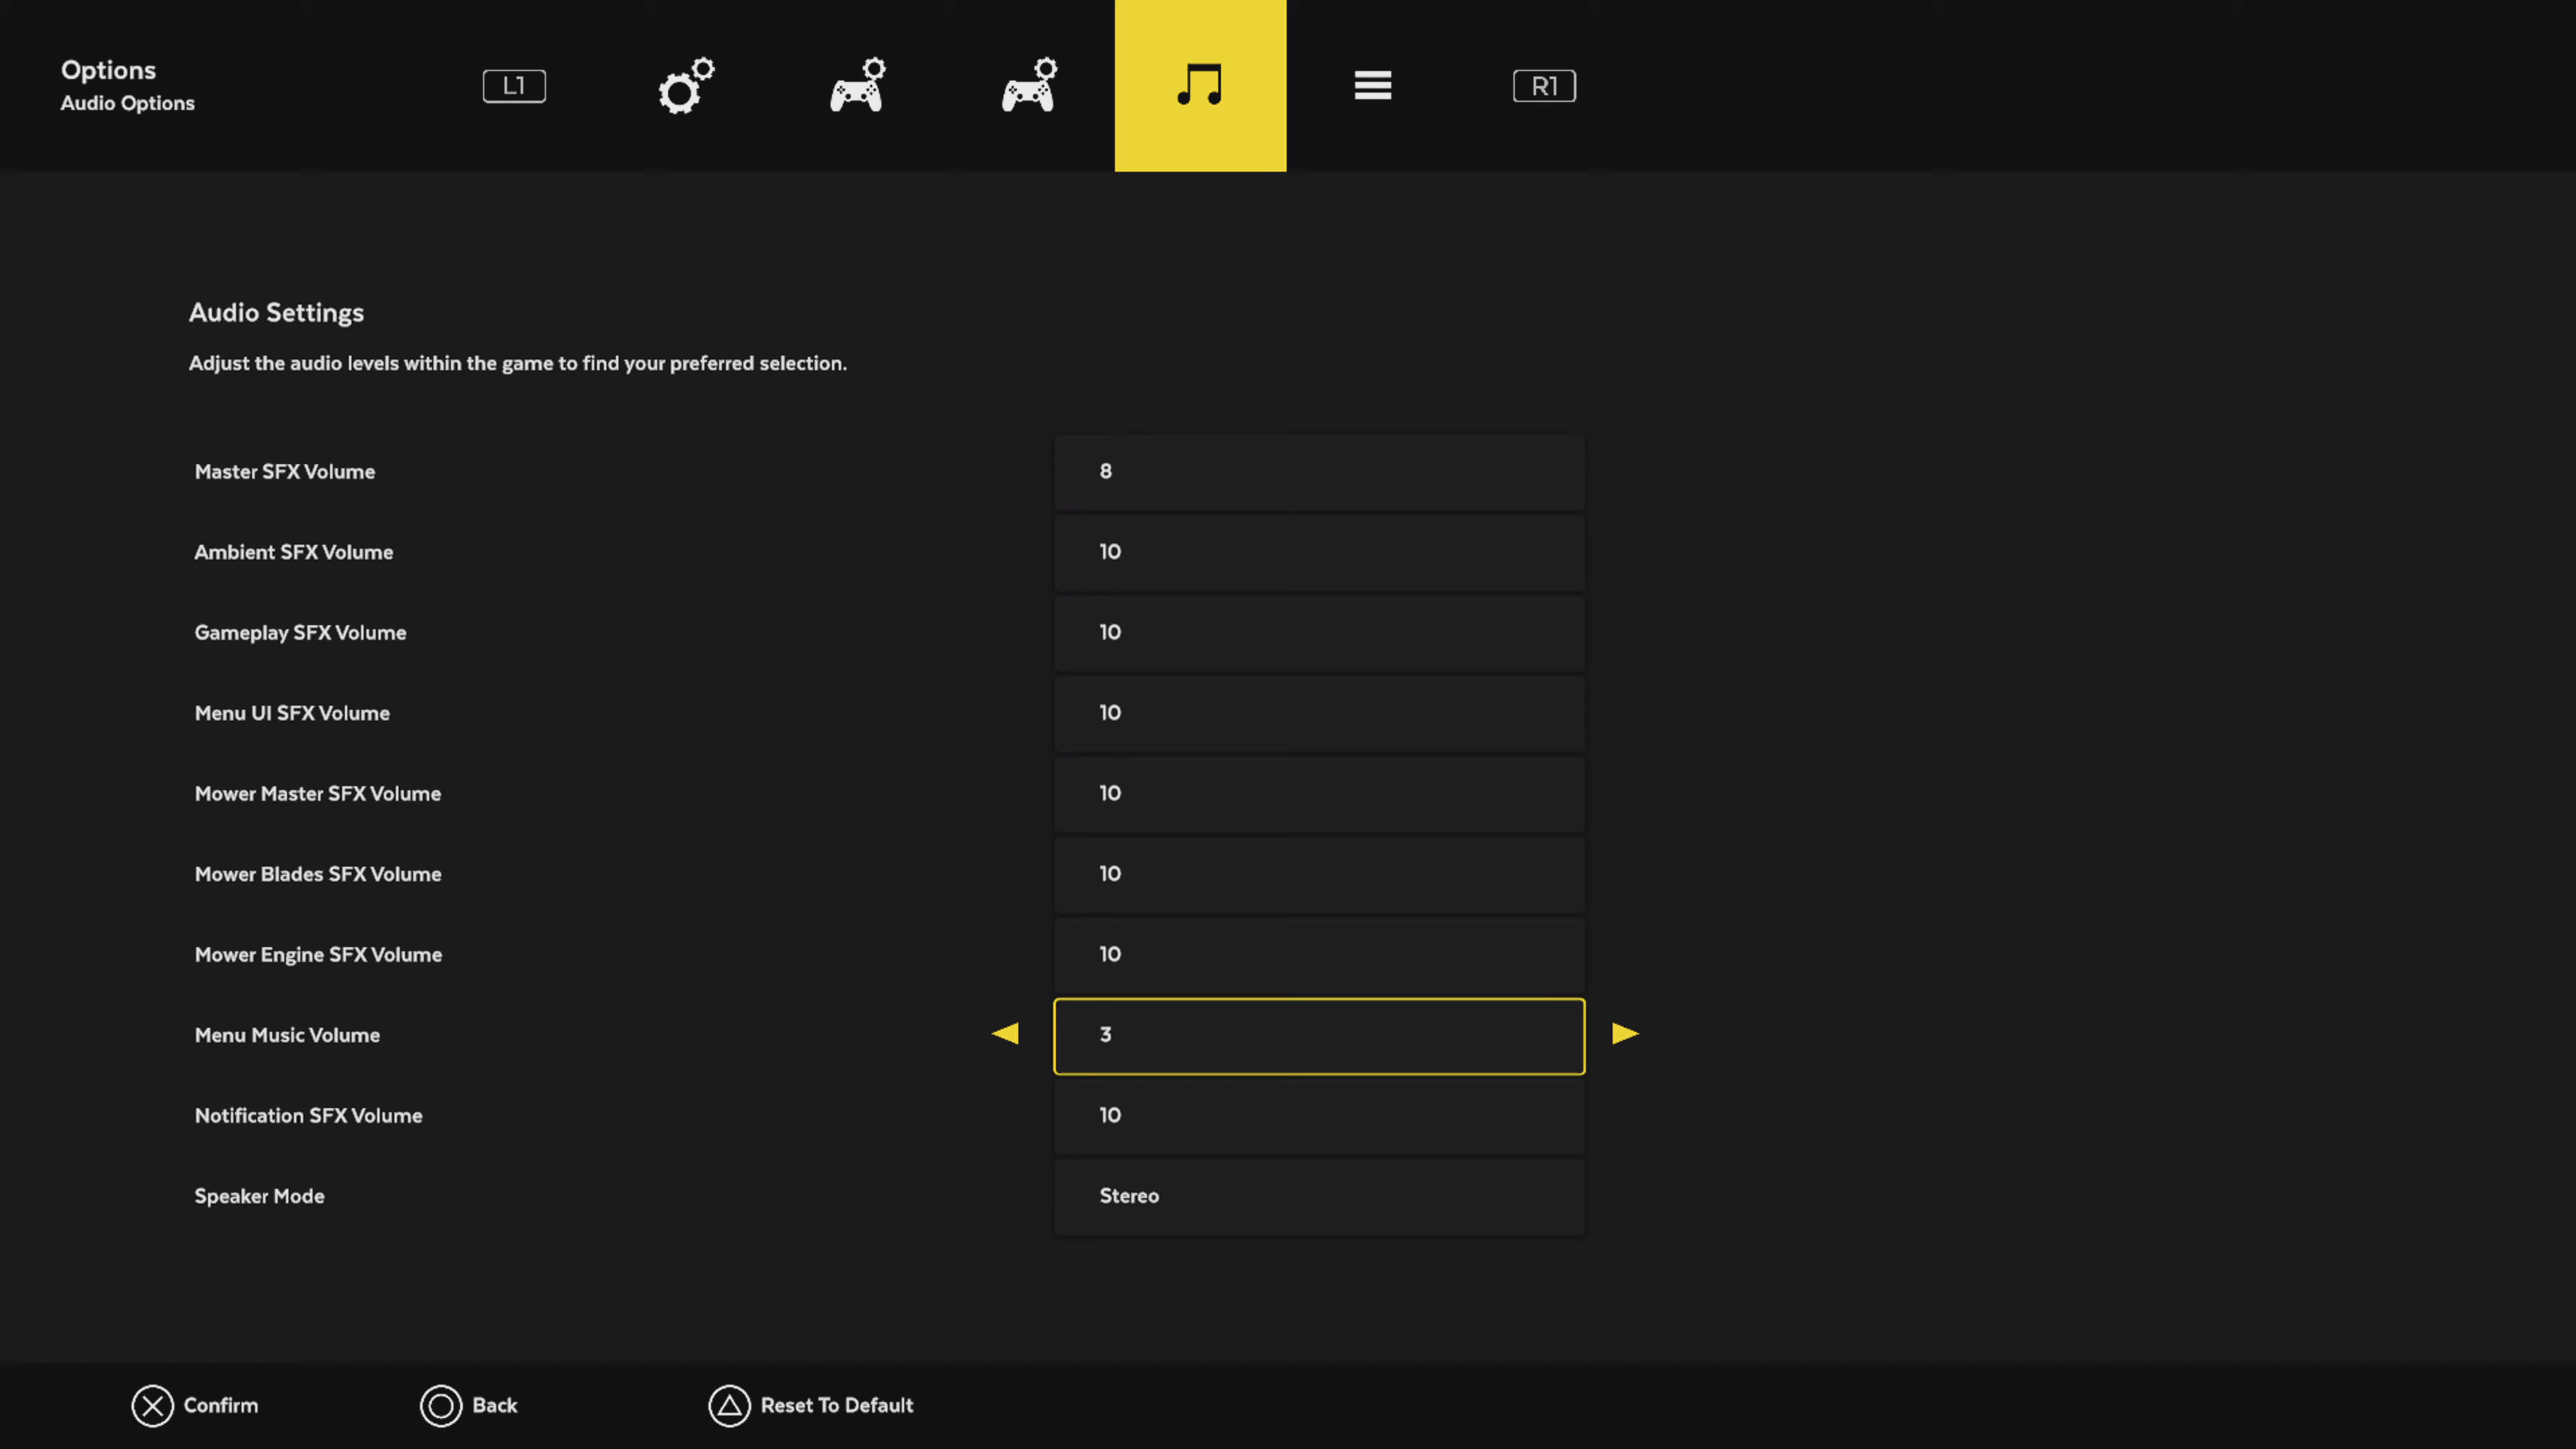 Options
Audio Options
L1
R1
Audio Settings
Adjust the audio levels within the game to find your preferred selection.
Master SFX Volume 8
Ambient SFX Volume 10
Gameplay SFX Volume 10
Menu UI SFX Volume 10
Mower Master SFX Volume 10
Mower Blades SFX Volume 10
Mower Engine SFX Volume 10
Menu Music Volume 3
Notification SFX Volume 10
Speaker Mode Stereo
Confirm Back Reset To Default